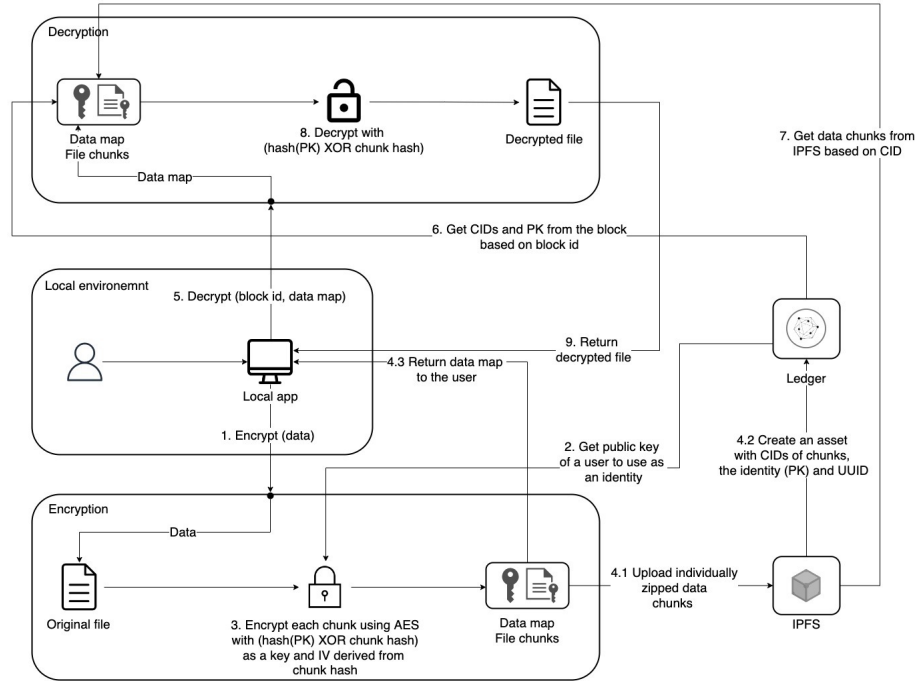 Decryption
Data map
File chunks
8. Decrypt with
(hash(PK) XOR chunk hash)
Decrypted file
7. Get data chunks from
IPFS based on CID
Data map
6. Get CIDs and PK from the block
based on block id
Local environemnt
5. Decrypt (block id, data map)
Local app
9. Return
decrypted file
4.3 Return data map
to the user
Ledger
1. Encrypt (data)
2. Get public key
of a user to use as
an identity
4.2 Create an asset
with CIDs of chunks,
the identity (PK) and UUID
Encryption
Data
Original file
3. Encrypt each chunk using AES
with (hash(PK) XOR chunk hash)
as a key and IV derived from
chunk hash
Data map
File chunks
4.1 Upload individually
zipped data
chunks
IPFS